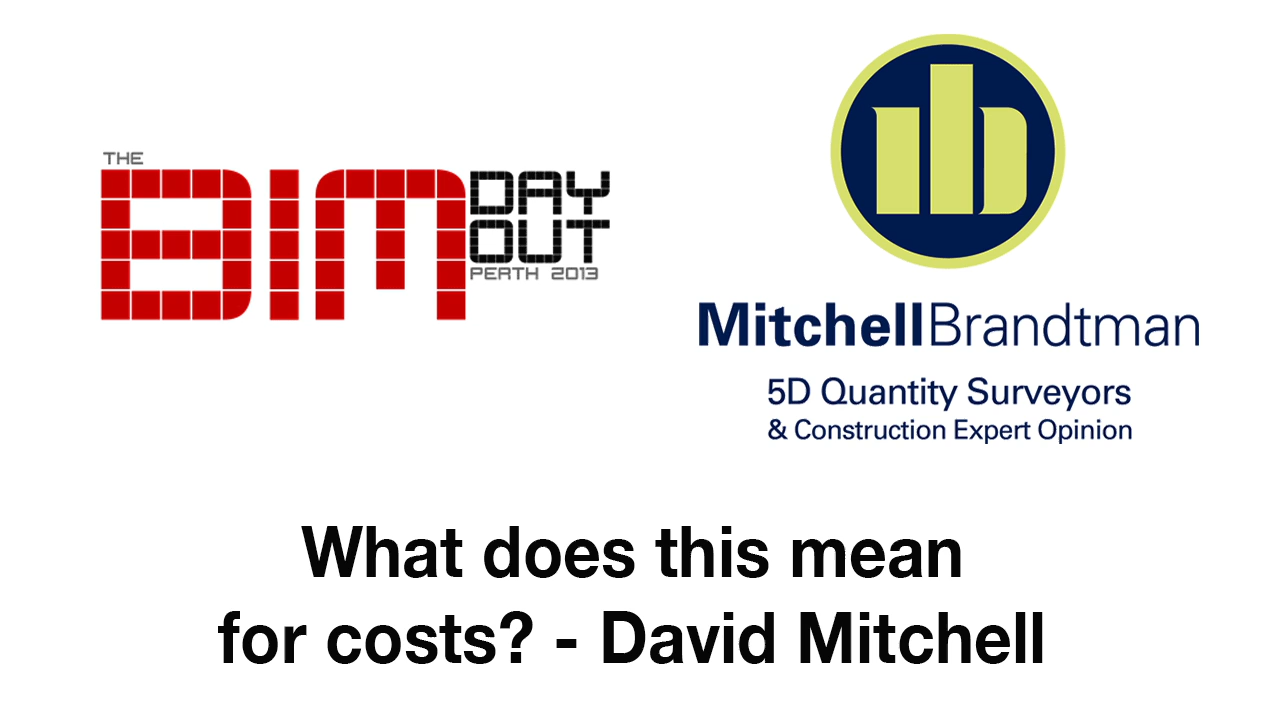 THE
BIM DAY
OUT
PERTH 2013
mb
MitchellBrandtman
5D Quantity Surveyors
& Construction Expert Opinion
What does this mean
for costs? - David Mitchell